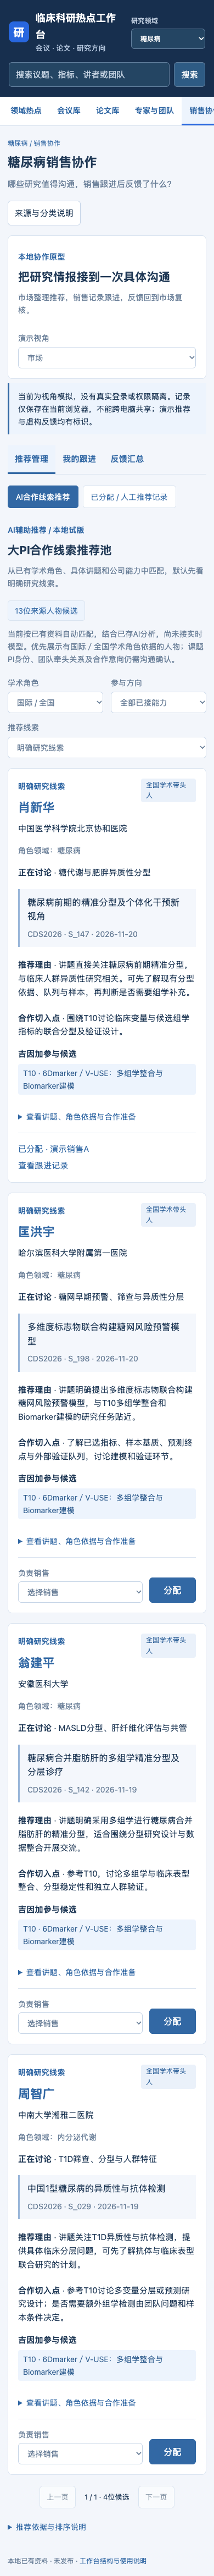 研
临床科研热点工作台
会议 · 论文 · 研究方向
研究领域
糖尿病
搜索议题、指标、讲者或团队
搜索
领域热点
会议库
论文库
专家与团队
销售协
糖尿病 / 销售协作
糖尿病销售协作
哪些研究值得沟通，销售跟进后反馈了什么?
来源与分类说明
本地协作原型
把研究情报接到一次具体沟通
市场整理推荐，销售记录跟进，反馈回到市场复
核。
演示视角
市场
当前为视角模拟，没有真实登录或权限隔离。记录
仅保存在当前浏览器，不能跨电脑共享；演示推荐
与虚构反馈均有标识。
推荐管理
我的跟进
反馈汇总
AI合作线索推荐
已分配 / 人工推荐记录
AI辅助推荐 / 本地试版
大PI合作线索推荐池
从已有学术角色、具体讲题和公司能力中匹配，默认先看
明确研究线索。
13位来源人物候选
当前按已有资料自动匹配，结合已存AI分析，尚未接实时
模型。优先展示有国际 / 全国学术角色依据的人物；课题
PI身份、团队牵头关系及合作意向仍需沟通确认。
学术角色
国际 / 全国
参与方向
全部已接能力
推荐线索
明确研究线索
明确研究线索
全国学术带头
人
肖新华
中国医学科学院北京协和医院
角色领域：糖尿病
正在讨论 · 糖代谢与肥胖异质性分型
糖尿病前期的精准分型及个体化干预新
视角
CDS2026 · S_147 · 2026-11-20
推荐理由 · 讲题直接关注糖尿病前期精准分型，
与临床人群异质性研究相关。可先了解现有分型
依据、队列与样本，再判断是否需要组学补充。
合作切入点 · 围绕T10讨论临床变量与候选组学
指标的联合分型及验证设计。
吉因加参与候选
T10 · 6Dmarker / V-USE：多组学整合与
Biomarker建模
▶ 查看讲题、角色依据与合作准备
已分配 · 演示销售A
查看跟进记录
明确研究线索
全国学术带头
人
匡洪宇
哈尔滨医科大学附属第一医院
角色领域：糖尿病
正在讨论 · 糖网早期预警、筛查与异质性分层
多维度标志物联合构建糖网风险预警模
型
CDS2026 · S_198 · 2026-11-20
推荐理由 · 讲题明确提出多维度标志物联合构建
糖网风险预警模型，与T10多组学整合和
Biomarker建模的研究任务贴近。
合作切入点 · 了解已选指标、样本基质、预测终
点与外部验证队列，讨论建模和验证环节。
吉因加参与候选
T10 · 6Dmarker / V-USE：多组学整合与
Biomarker建模
▶ 查看讲题、角色依据与合作准备
负责销售
选择销售
分配
明确研究线索
全国学术带头
人
翁建平
安徽医科大学
角色领域：糖尿病
正在讨论 · MASLD分型、肝纤维化评估与共管
糖尿病合并脂肪肝的多组学精准分型及
分层诊疗
CDS2026 · S_142 · 2026-11-19
推荐理由 · 讲题明确采用多组学进行糖尿病合并
脂肪肝的精准分型，适合围绕分型研究设计与数
据整合开展交流。
合作切入点 · 参考T10，讨论多组学与临床表型
整合、分型稳定性和独立人群验证。
吉因加参与候选
T10 · 6Dmarker / V-USE：多组学整合与
Biomarker建模
▶ 查看讲题、角色依据与合作准备
负责销售
选择销售
分配
明确研究线索
全国学术带头
人
周智广
中南大学湘雅二医院
角色领域：内分泌代谢
正在讨论 · T1D筛查、分型与人群特征
中国1型糖尿病的异质性与抗体检测
CDS2026 · S_029 · 2026-11-19
推荐理由 · 讲题关注T1D异质性与抗体检测，提
供具体临床分层问题，可先了解抗体与临床表型
联合研究的计划。
合作切入点 · 参考T10讨论多变量分层或预测研
究设计；是否需要额外组学检测由团队问题和样
本条件决定。
吉因加参与候选
T10 · 6Dmarker / V-USE：多组学整合与
Biomarker建模
▶ 查看讲题、角色依据与合作准备
负责销售
选择销售
分配
上一页
1 / 1 · 4位候选
下一页
▶ 推荐依据与排序说明
本地已有资料 · 未发布 · 工作台结构与使用说明